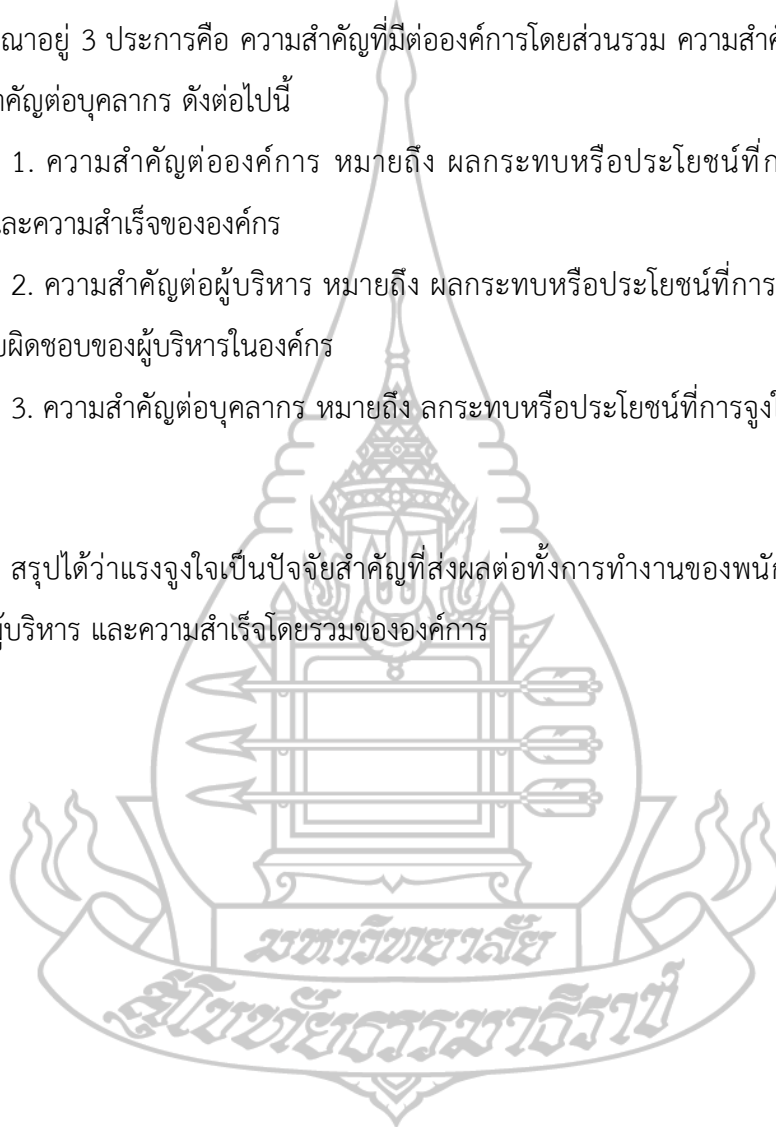 ณาอยู่ 3 ประการคือ ความสำคัญที่มีต่อองค์การโดยส่วนรวม ความสำคั
าคัญต่อบุคลากร ดังต่อไปนี้
1. ความสำคัญต่อองค์การ หมายถึง ผลกระทบหรือประโยชน์ที่ก
และความสำเร็จขององค์กร
2. ความสำคัญต่อผู้บริหาร หมายถึง ผลกระทบหรือประโยชน์ที่การ
บผิดชอบของผู้บริหารในองค์กร
3. ความสำคัญต่อบุคลากร หมายถึง ลกระทบหรือประโยชน์ที่การจูงใ
สรุปได้ว่าแรงจูงใจเป็นปัจจัยสำคัญที่ส่งผลต่อทั้งการทำงานของพนัก
ผู้บริหาร และความสำเร็จโดยรวมขององค์การ
มหาวิทยาลัย
สุโขทัยธรรมาธิราช